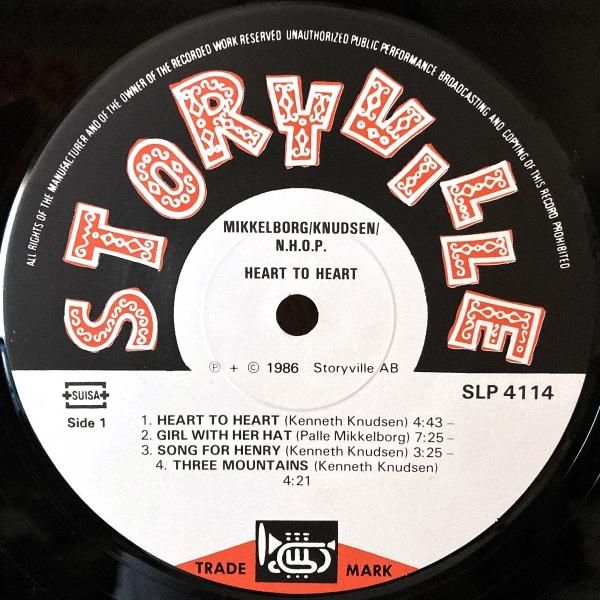 ALL RIGHTS OF THE MANUFACTURER AND OF THE OWNER OF THE RECORDED WORK RESERVED UNAUTHORIZED PUBLIC PERFORMANCE BROADCASTING AND COPYING OF THIS RECORD PROHIBITED
STORYVILLE
MIKKELBORG/KNUDSEN/
N.H.O.P.
HEART TO HEART
℗ + © 1986 Storyville AB
SUISA
SLP 4114
Side 1
1. HEART TO HEART (Kenneth Knudsen) 4:43 –
2. GIRL WITH HER HAT (Palle Mikkelborg) 7:25 –
3. SONG FOR HENRY (Kenneth Knudsen) 3:25 –
4. THREE MOUNTAINS (Kenneth Knudsen)
4:21
TRADE MARK